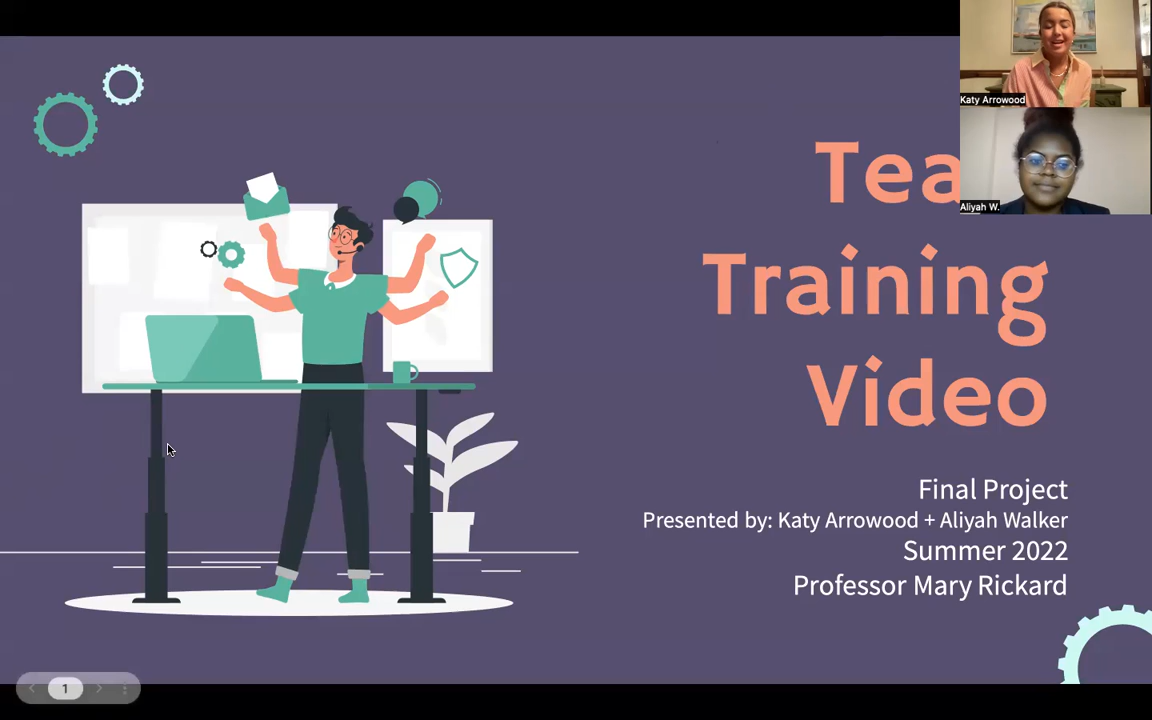 Katy Arrowood
Aliyah W.
Training
Video
Final Project
Presented by: Katy Arrowood + Aliyah Walker
Summer 2022
Professor Mary Rickard
1